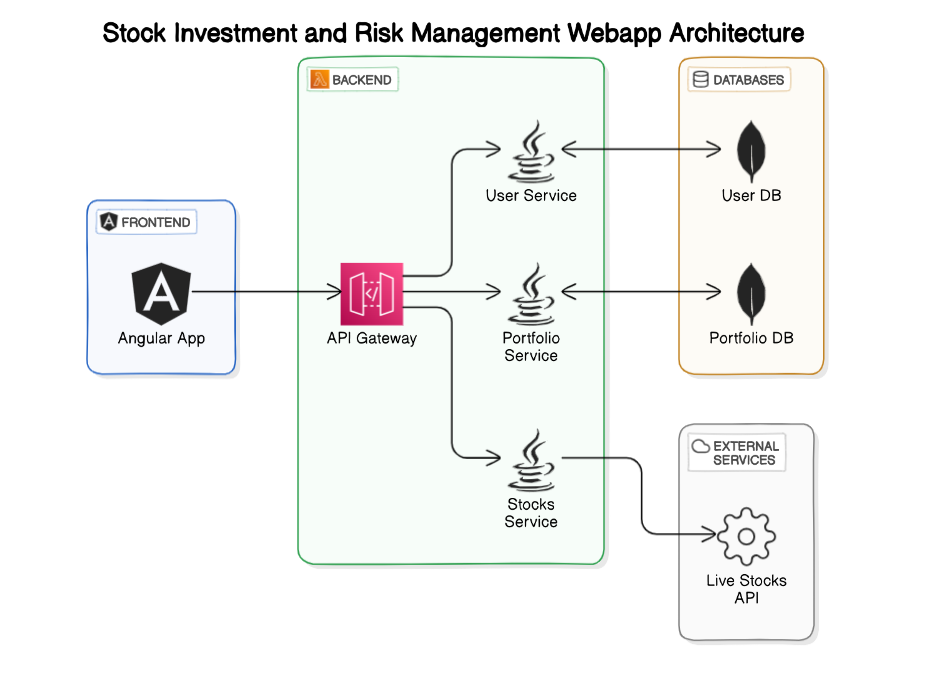 Stock Investment and Risk Management Webapp Architecture
BACKEND
DATABASES
User Service
User DB
FRONTEND
Angular App
API Gateway
Portfolio
Service
Portfolio DB
EXTERNAL
SERVICES
Stocks
Service
Live Stocks
API